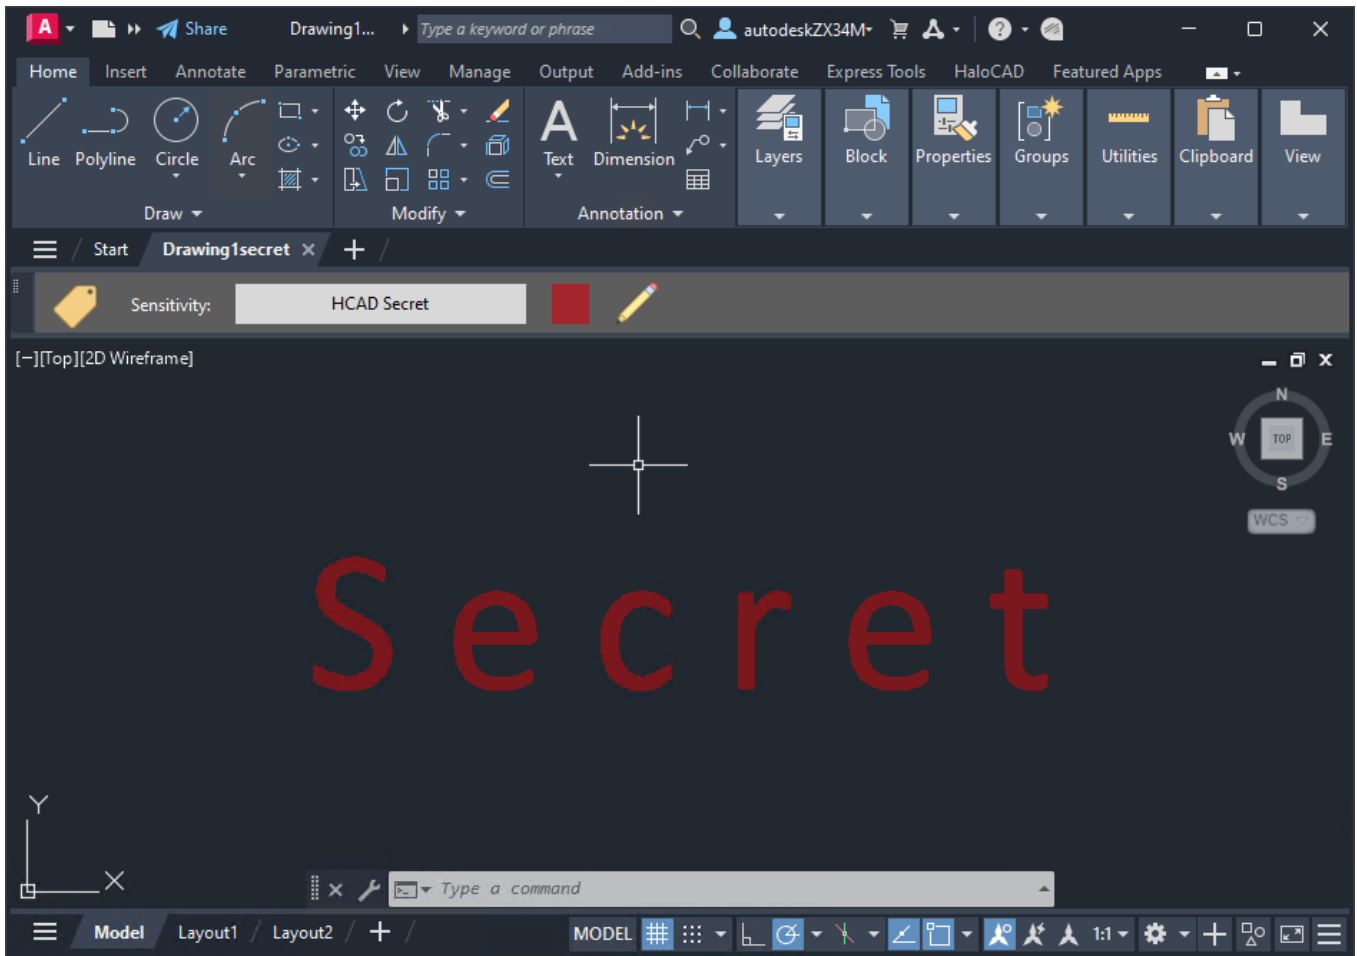 A Share Drawing1... Type a keyword or phrase autodeskZX34M
Home Insert Annotate Parametric View Manage Output Add-ins Collaborate Express Tools HaloCAD Featured Apps
Line Polyline Circle Arc A Text Dimension Layers Block Properties Groups Utilities Clipboard View
Draw Modify Annotation
Start Drawing1secret
Sensitivity: HCAD Secret
[−][Top][2D Wireframe]
N
W TOP E
S
WCS
Secret
Y
X
Type a command
Model Layout1 Layout2 MODEL 1:1